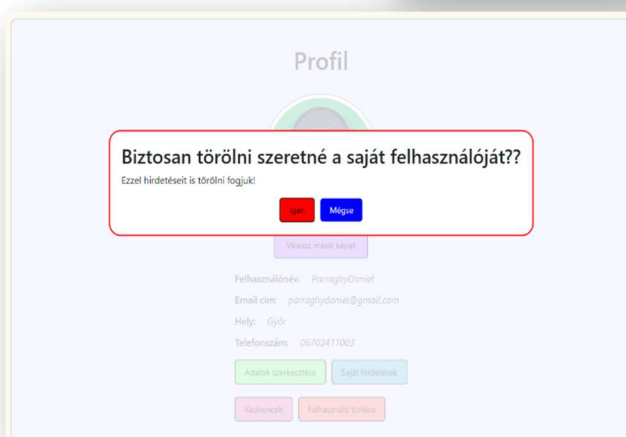 Profil
Biztosan törölni szeretné a saját felhasználóját??
Ezzel hirdetéseit is törölni fogjuk!
Igen Mégse
Válassz másik képet
Felhasználónév: ParraghyDaniel
Email cím: parraghydaniel@gmail.com
Hely: Győr
Telefonszám: 06703411003
Adatok szerkesztése Saját hirdetések
Kedvencek Felhasználó törlése